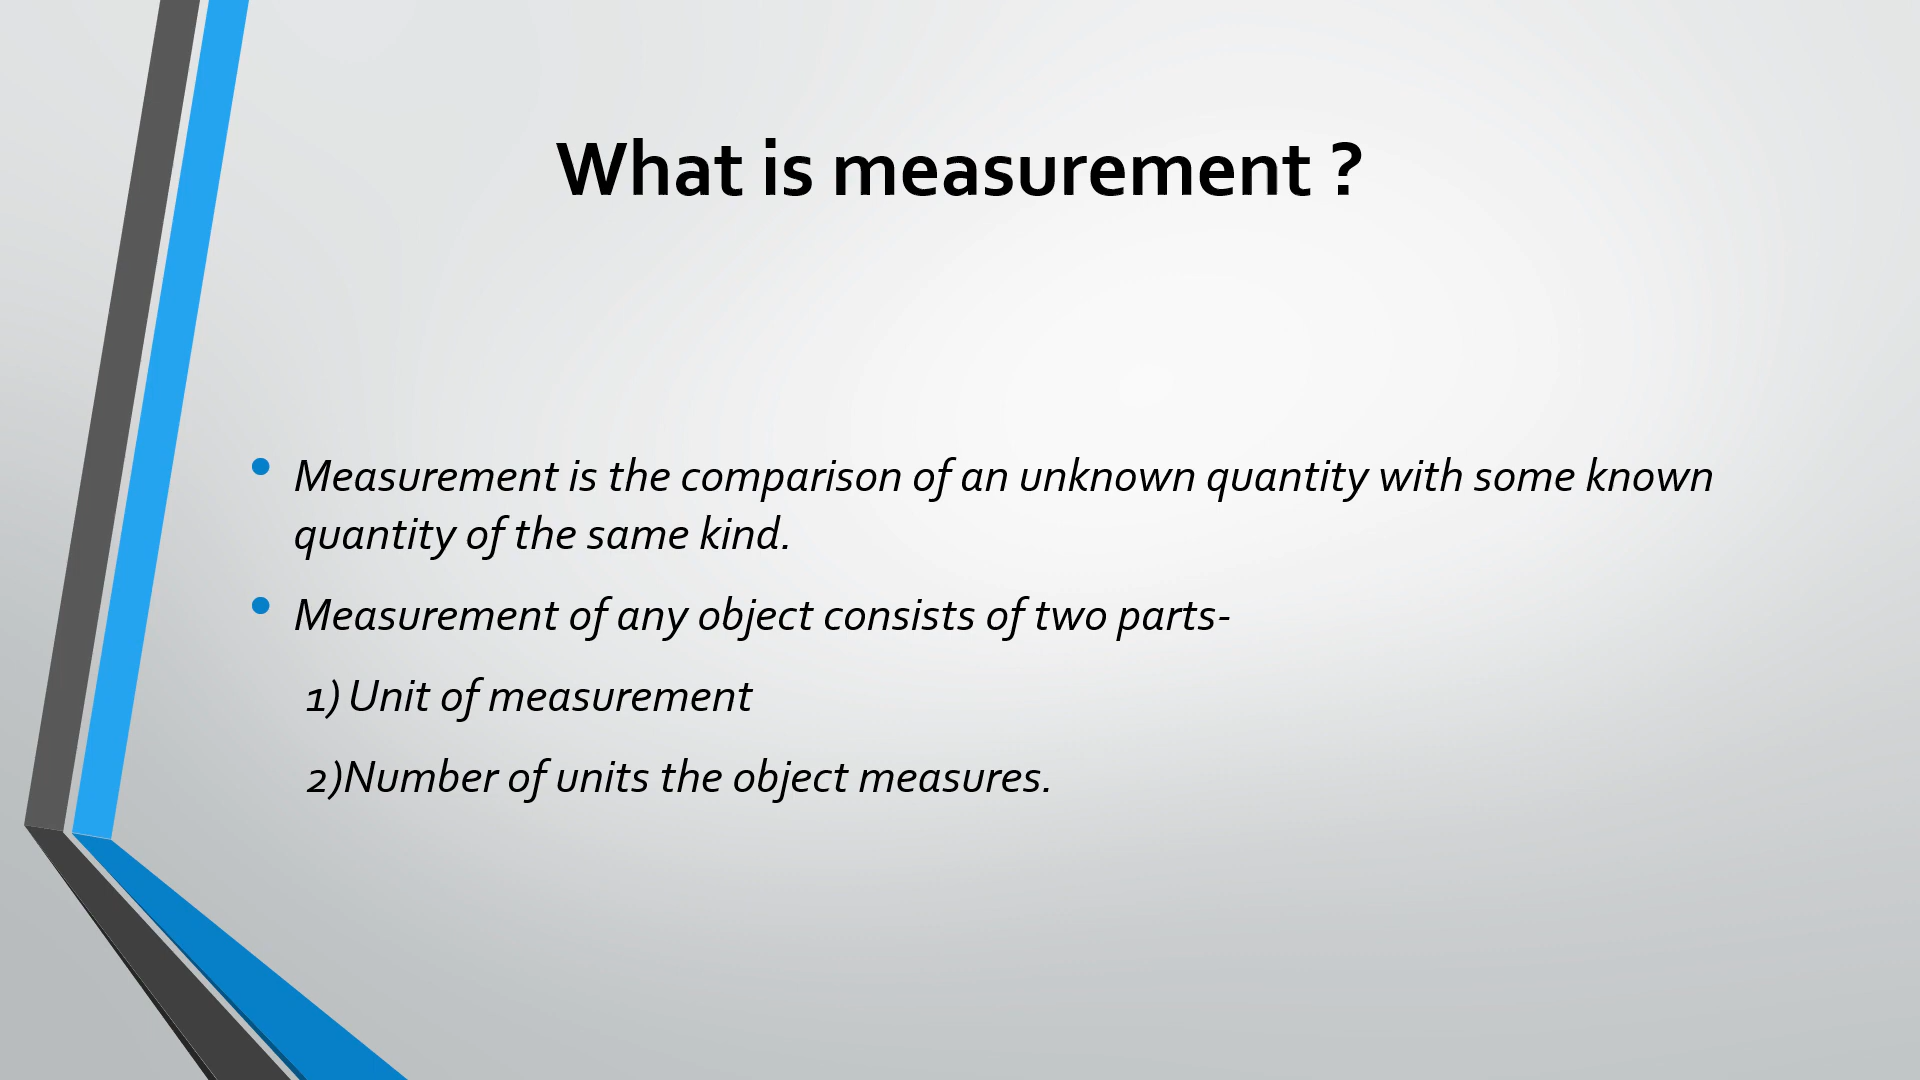 What is measurement ?
• Measurement is the comparison of an unknown quantity with some known
quantity of the same kind.
• Measurement of any object consists of two parts-
1) Unit of measurement
2)Number of units the object measures.